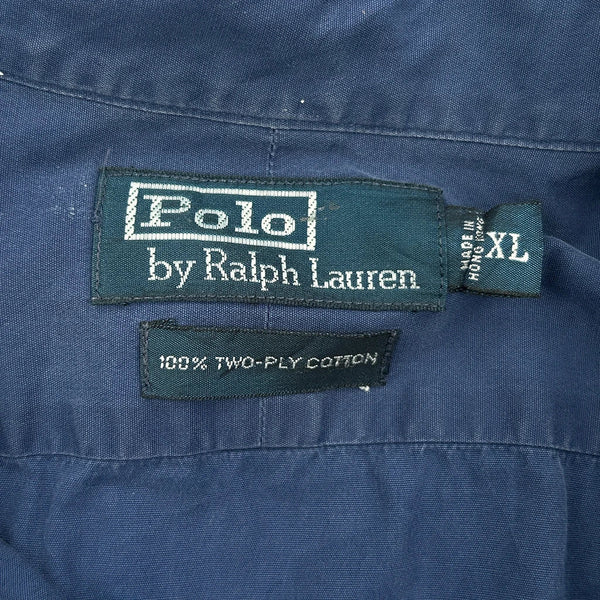 Polo
by Ralph Lauren
MADE IN
HONG KONG
XL
100% TWO-PLY COTTON